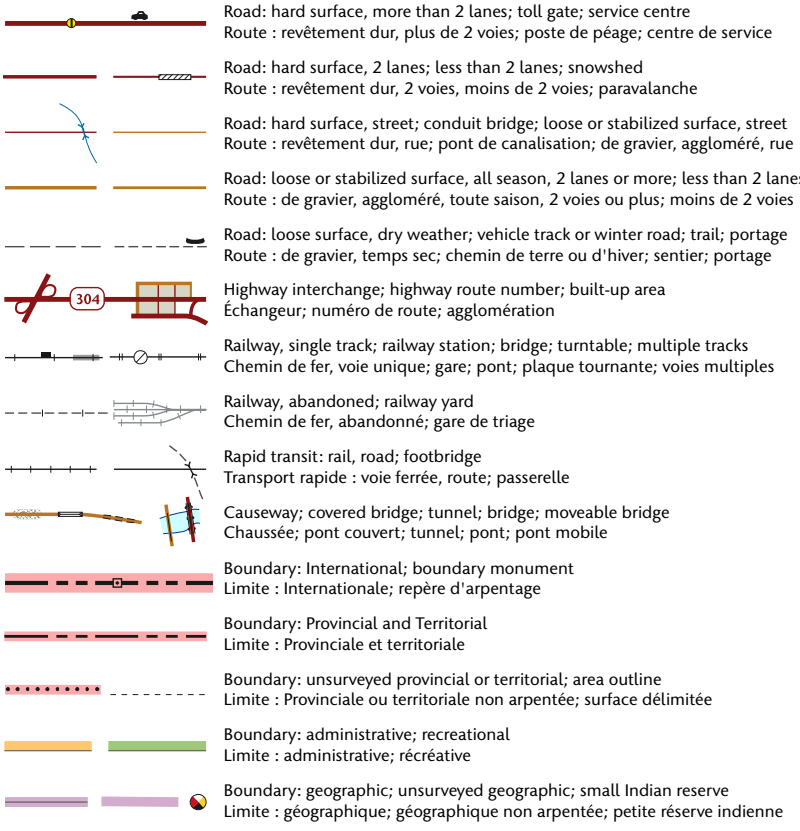 Road: hard surface, more than 2 lanes; toll gate; service centre
Route : revêtement dur, plus de 2 voies; poste de péage; centre de service
Road: hard surface, 2 lanes; less than 2 lanes; snowshed
Route : revêtement dur, 2 voies, moins de 2 voies; paravalanche
Road: hard surface, street; conduit bridge; loose or stabilized surface, street
Route : revêtement dur, rue; pont de canalisation; de gravier, aggloméré, rue
Road: loose or stabilized surface, all season, 2 lanes or more; less than 2 lanes
Route : de gravier, aggloméré, toute saison, 2 voies ou plus; moins de 2 voies
Road: loose surface, dry weather; vehicle track or winter road; trail; portage
Route : de gravier, temps sec; chemin de terre ou d'hiver; sentier; portage
304
Highway interchange; highway route number; built-up area
Échangeur; numéro de route; agglomération
Railway, single track; railway station; bridge; turntable; multiple tracks
Chemin de fer, voie unique; gare; pont; plaque tournante; voies multiples
Railway, abandoned; railway yard
Chemin de fer, abandonné; gare de triage
Rapid transit: rail, road; footbridge
Transport rapide : voie ferrée, route; passerelle
Causeway; covered bridge; tunnel; bridge; moveable bridge
Chaussée; pont couvert; tunnel; pont; pont mobile
Boundary: International; boundary monument
Limite : Internationale; repère d'arpentage
Boundary: Provincial and Territorial
Limite : Provinciale et territoriale
Boundary: unsurveyed provincial or territorial; area outline
Limite : Provinciale ou territoriale non arpentée; surface délimitée
Boundary: administrative; recreational
Limite : administrative; récréative
Boundary: geographic; unsurveyed geographic; small Indian reserve
Limite : géographique; géographique non arpentée; petite réserve indienne